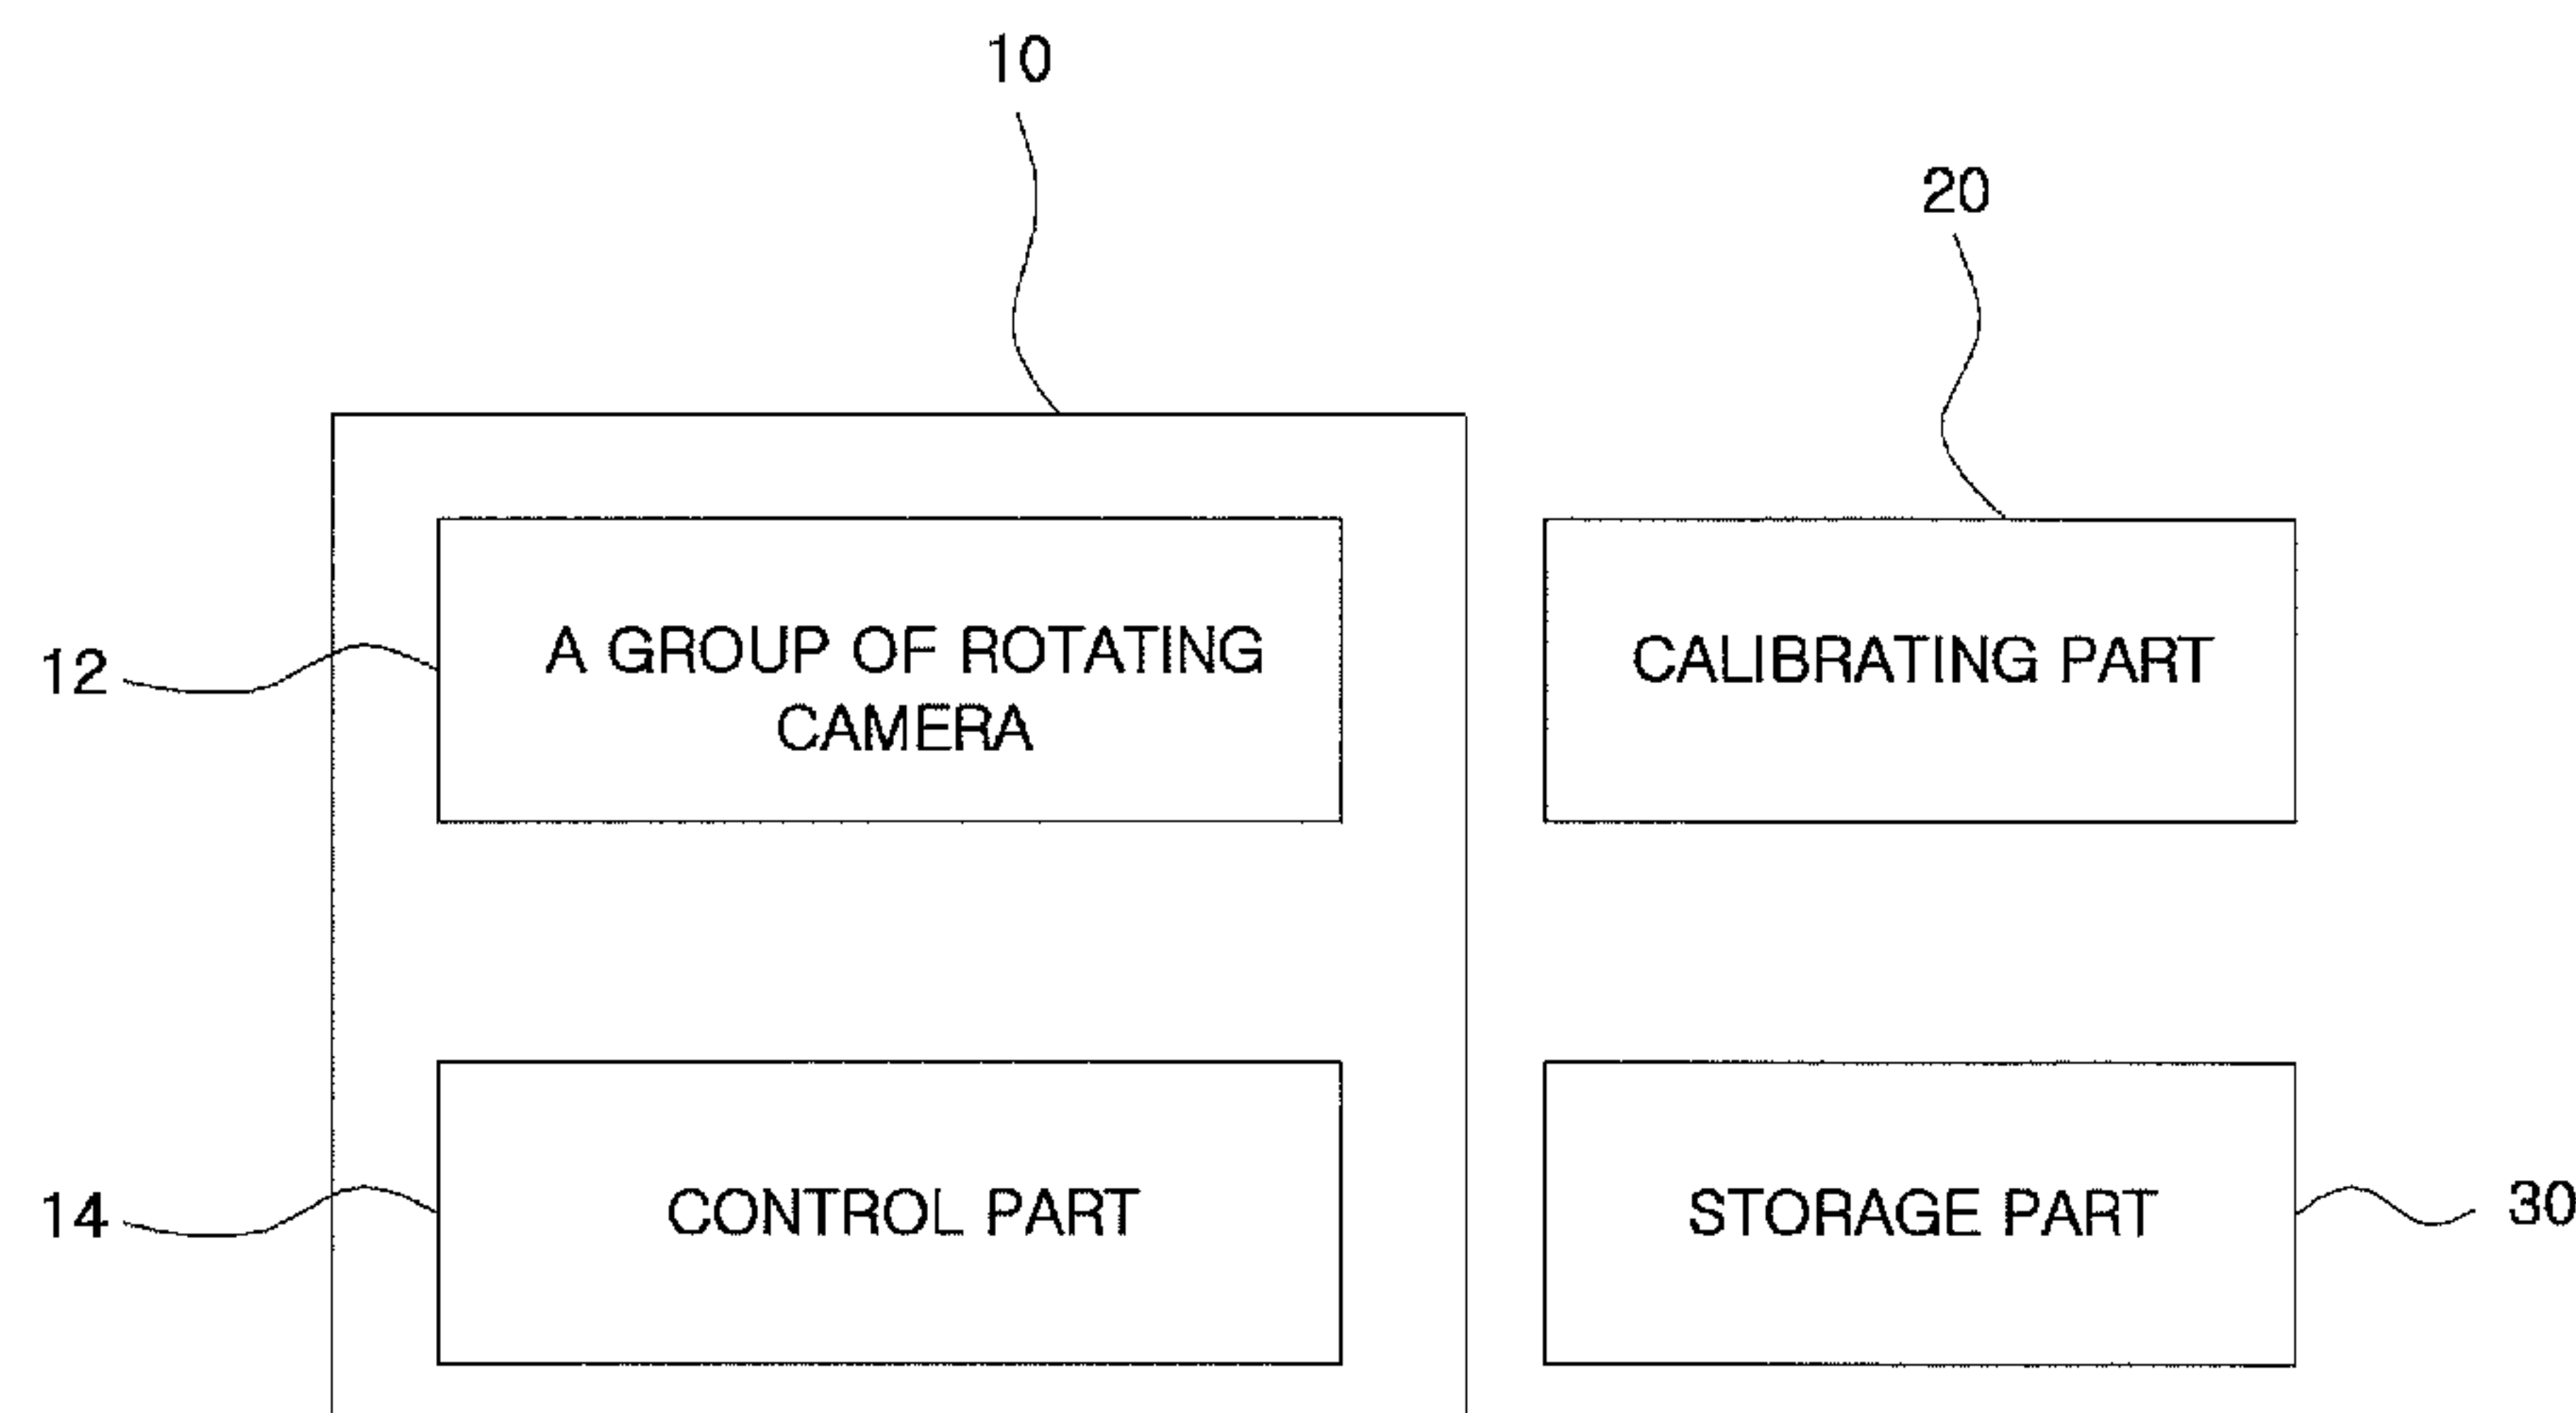 10
20
12
A GROUP OF ROTATING
CAMERA
CALIBRATING PART
14
CONTROL PART
STORAGE PART
30